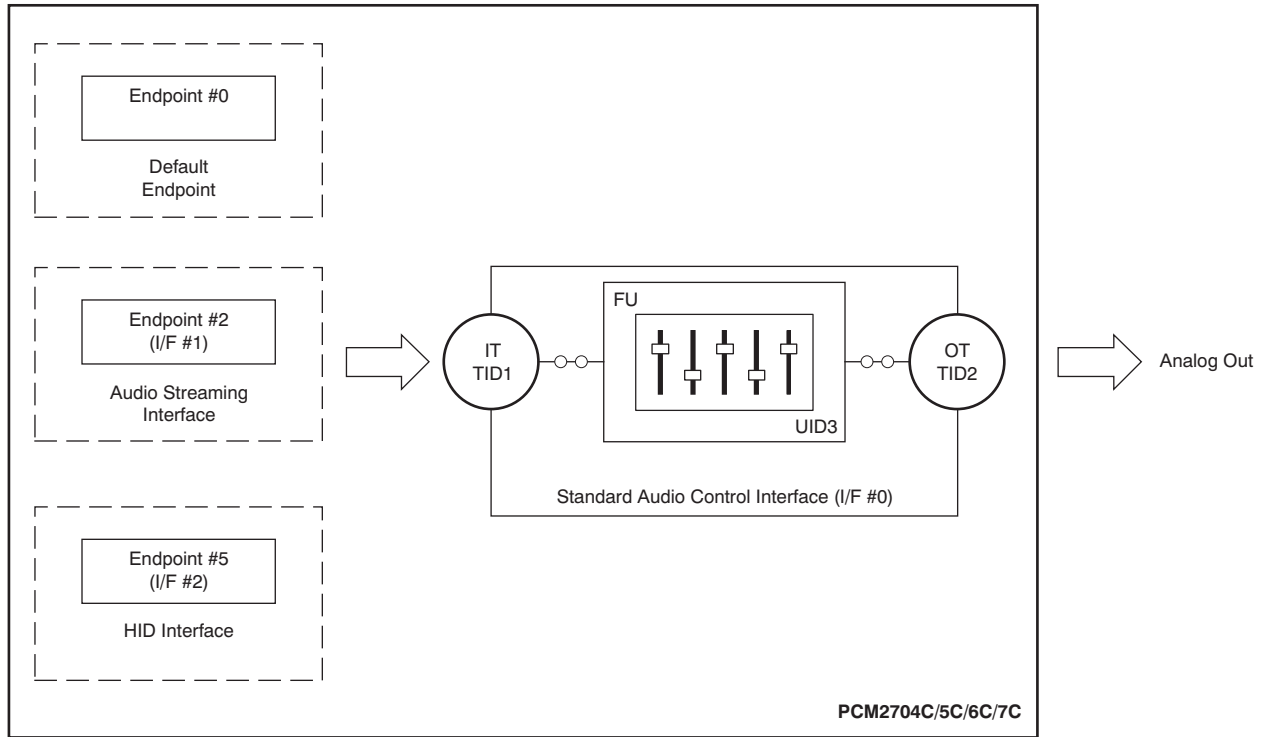 Endpoint #0
Default
Endpoint
Endpoint #2
(I/F #1)
Audio Streaming
Interface
Endpoint #5
(I/F #2)
HID Interface
IT
TID1
FU
UID3
OT
TID2
Standard Audio Control Interface (I/F #0)
Analog Out
PCM2704C/5C/6C/7C